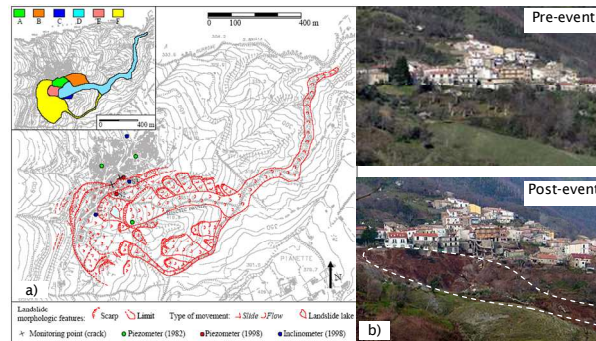 A B C D E F
0 200 400 m
0 400 m
PIANETTE
N
a)
Landslide
morphologic features: Scarp Limit Type of movement: Slide Flow Landslide lake
Monitoring point (crack) Piezometer (1982) Piezometer (1998) Inclinometer (1998)
Pre-event
Post-event
b)